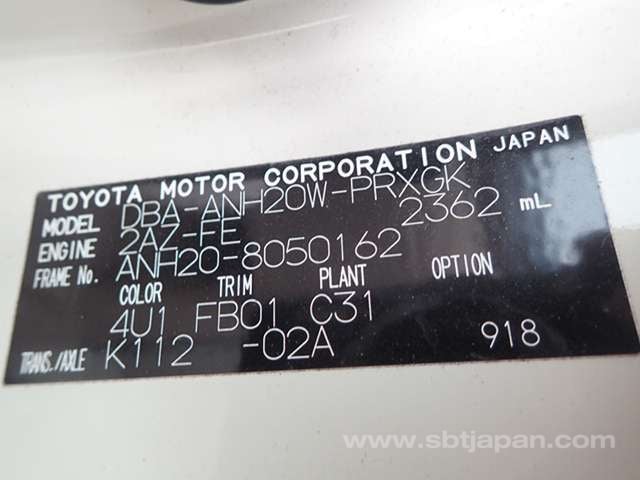 TOYOTA MOTOR CORPORATION JAPAN
MODEL DBA-ANH20W-PRXGK
ENGINE 2AZ-FE 2362 mL
FRAME No. ANH20-8050162
COLOR TRIM PLANT OPTION
4U1 FB01 C31
TRANS./AXLE K112 -02A 918
www.sbtjapan.com